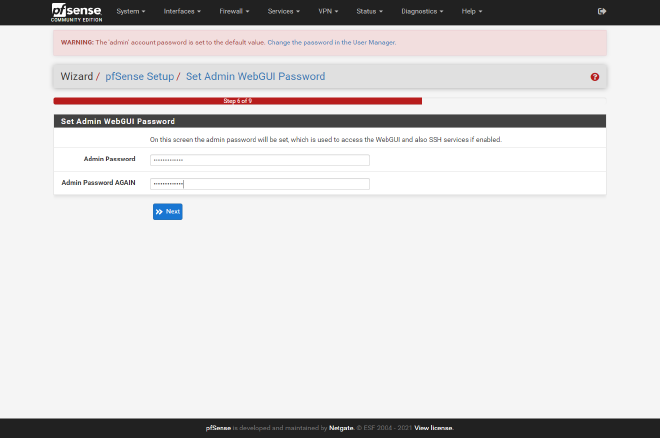 pfsense
COMMUNITY EDITION
System Interfaces Firewall Services VPN Status Diagnostics Help
WARNING: The 'admin' account password is set to the default value. Change the password in the User Manager.
Wizard / pfSense Setup / Set Admin WebGUI Password
Step 6 of 9
Set Admin WebGUI Password
On this screen the admin password will be set, which is used to access the WebGUI and also SSH services if enabled.
Admin Password
Admin Password AGAIN
Next
pfSense is developed and maintained by Netgate. © ESF 2004 - 2021 View license.